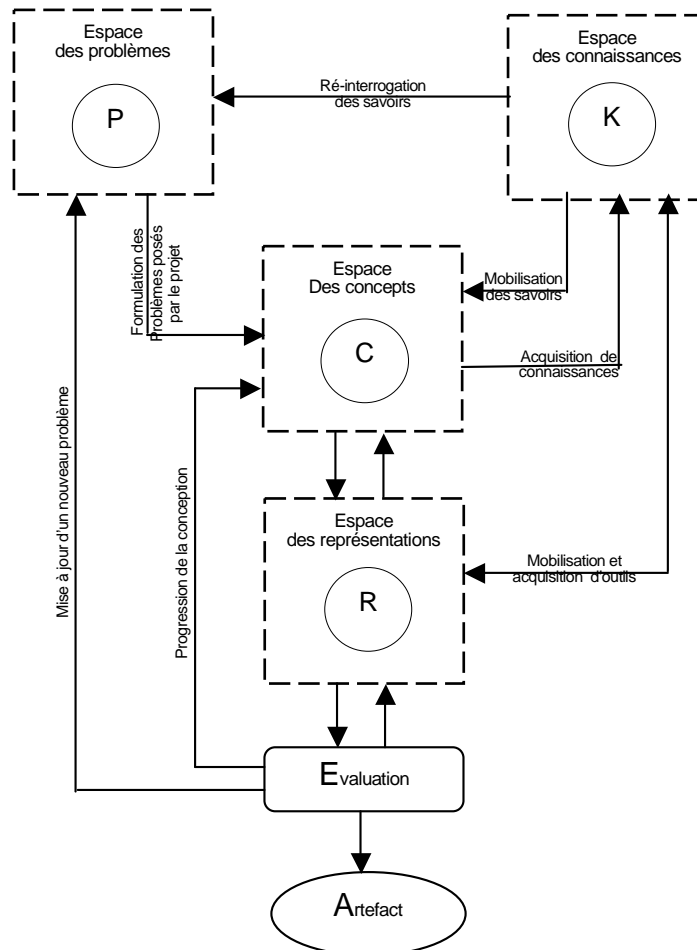 Espace
des problèmes
P
Espace
des connaissances
K
Ré-interrogation
des savoirs
Formulation des
Problèmes posés
par le projet
Espace
Des concepts
C
Mobilisation
des savoirs
Acquisition de
connaissances
Mise à jour d'un nouveau problème
Progression de la conception
Espace
des représentations
R
Mobilisation et
acquisition d'outils
Evaluation
Artefact